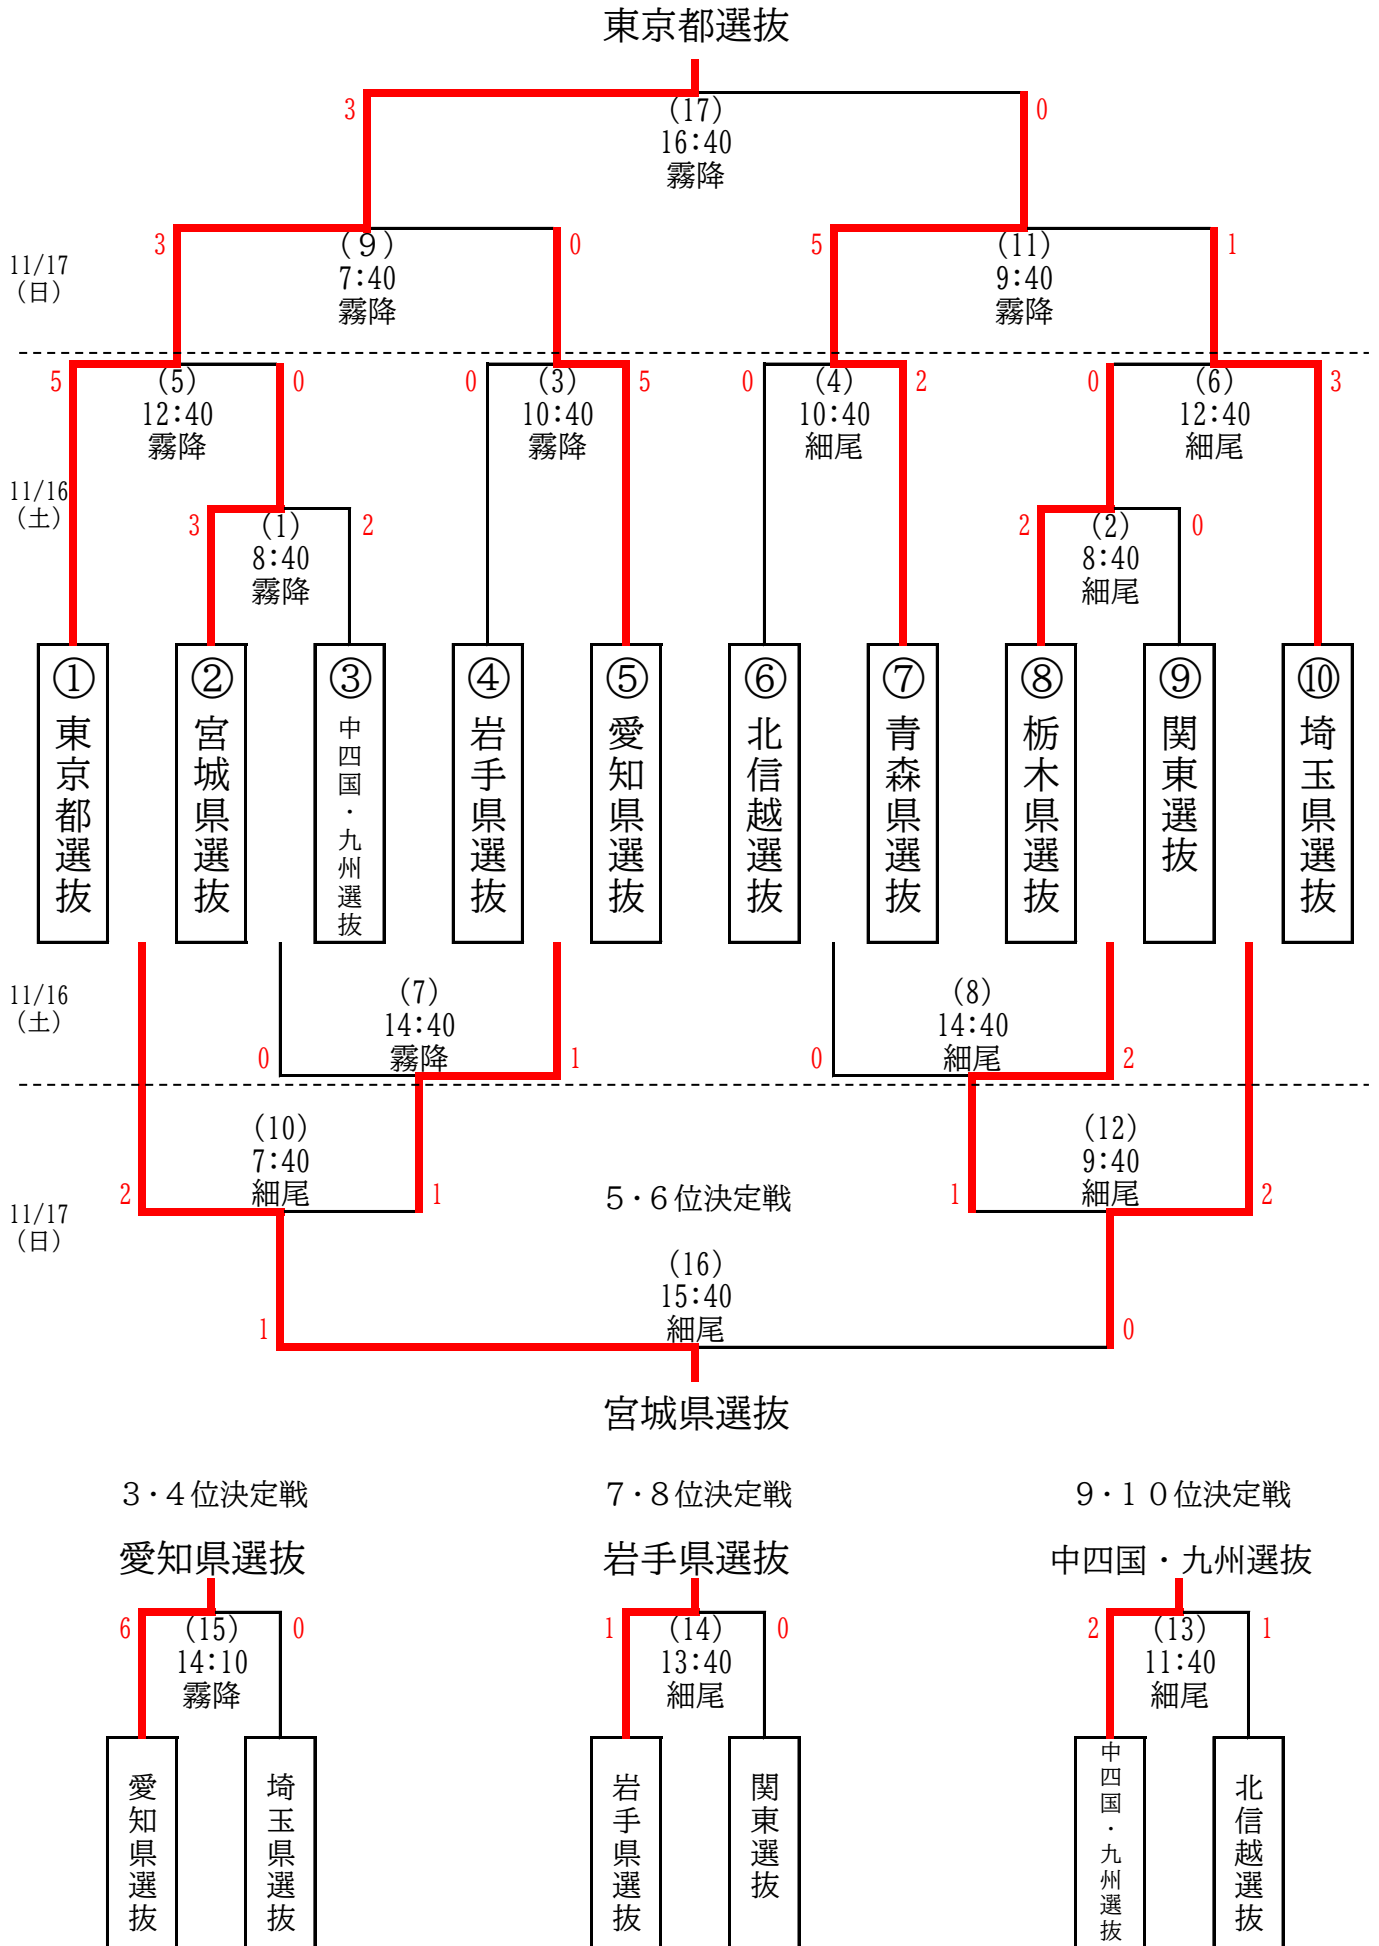 東京都選抜
3
(17)
0
16:40
霧降
11/17
(日)
3
(９)
0
7:40
霧降
5
(11)
1
9:40
霧降
11/16
(土)
5
(5)
0
12:40
霧降
0
(3)
5
10:40
霧降
0
(4)
2
10:40
細尾
0
(6)
3
12:40
細尾
3
(1)
2
8:40
霧降
2
(2)
0
8:40
細尾
①東京都選抜
②宮城県選抜
③中四国・九州選抜
④岩手県選抜
⑤愛知県選抜
⑥北信越選抜
⑦青森県選抜
⑧栃木県選抜
⑨関東選抜
⑩埼玉県選抜
11/16
(土)
(7)
14:40
0
霧降
1
(8)
14:40
0
細尾
2
11/17
(日)
(10)
7:40
2
細尾
1
5・6位決定戦
(12)
9:40
1
細尾
2
(16)
15:40
1
細尾
0
宮城県選抜
3・4位決定戦
愛知県選抜
6
(15)
0
14:10
霧降
愛知県選抜
埼玉県選抜
7・8位決定戦
岩手県選抜
1
(14)
0
13:40
細尾
岩手県選抜
関東選抜
9・10位決定戦
中四国・九州選抜
2
(13)
1
11:40
細尾
中四国・九州選抜
北信越選抜